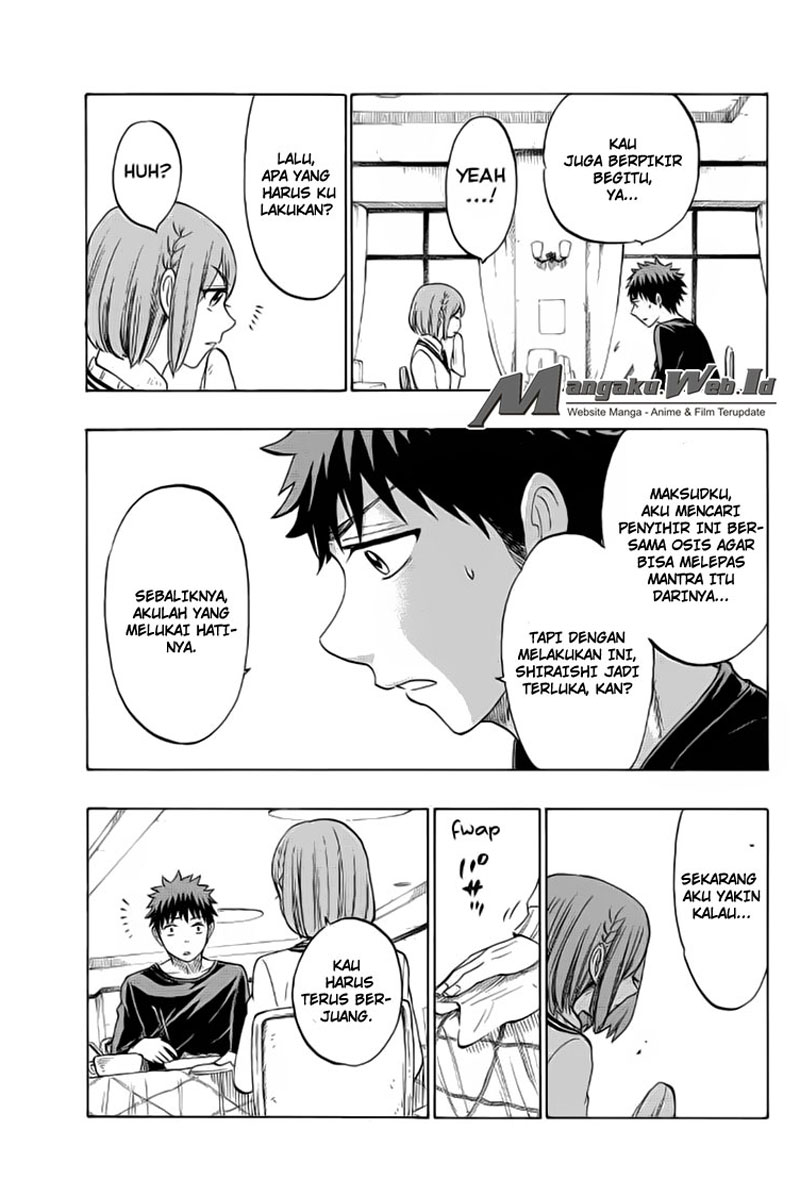 KAU
JUGA BERPIKIR
BEGITU,
YA...
YEAH
...!
LALU,
APA YANG
HARUS KU
LAKUKAN?
HUH?
Mangaku.Web.Id
Website Manga - Anime & Film Terupdate
MAKSUDKU,
AKU MENCARI
PENYIHIR INI BER-
SAMA OSIS AGAR
BISA MELEPAS
MANTRA ITU
DARINYA...
TAPI DENGAN
MELAKUKAN INI,
SHIRAISHI JADI
TERLUKA, KAN?
SEBALIKNYA,
AKULAH YANG
MELUKAI HATI-
NYA.
SEKARANG
AKU YAKIN
KALAU...
fwap
パサ…
KAU
HARUS
TERUS BER-
JUANG.